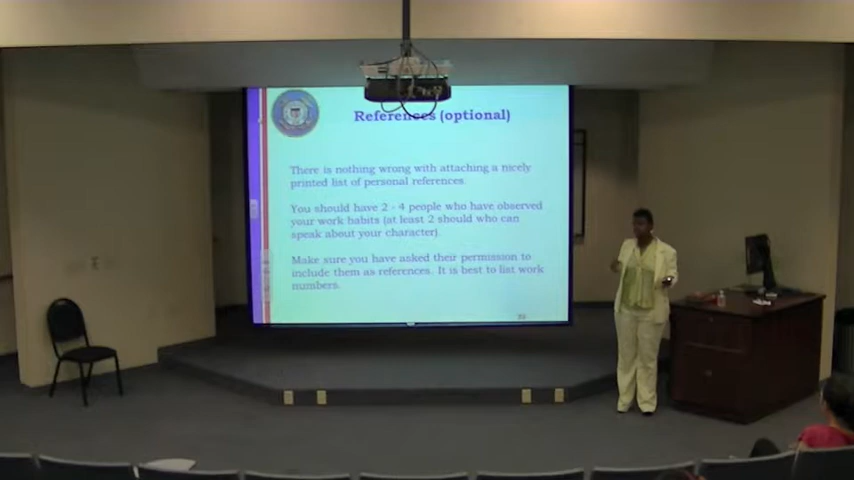 References (optional)
There is nothing wrong with attaching a nicely
printed list of personal references.
You should have 2 - 4 people who have observed
your work habits (at least 2 should who can
speak about your character).
Make sure you have asked their permission to
include them as references. It is best to list work
numbers.